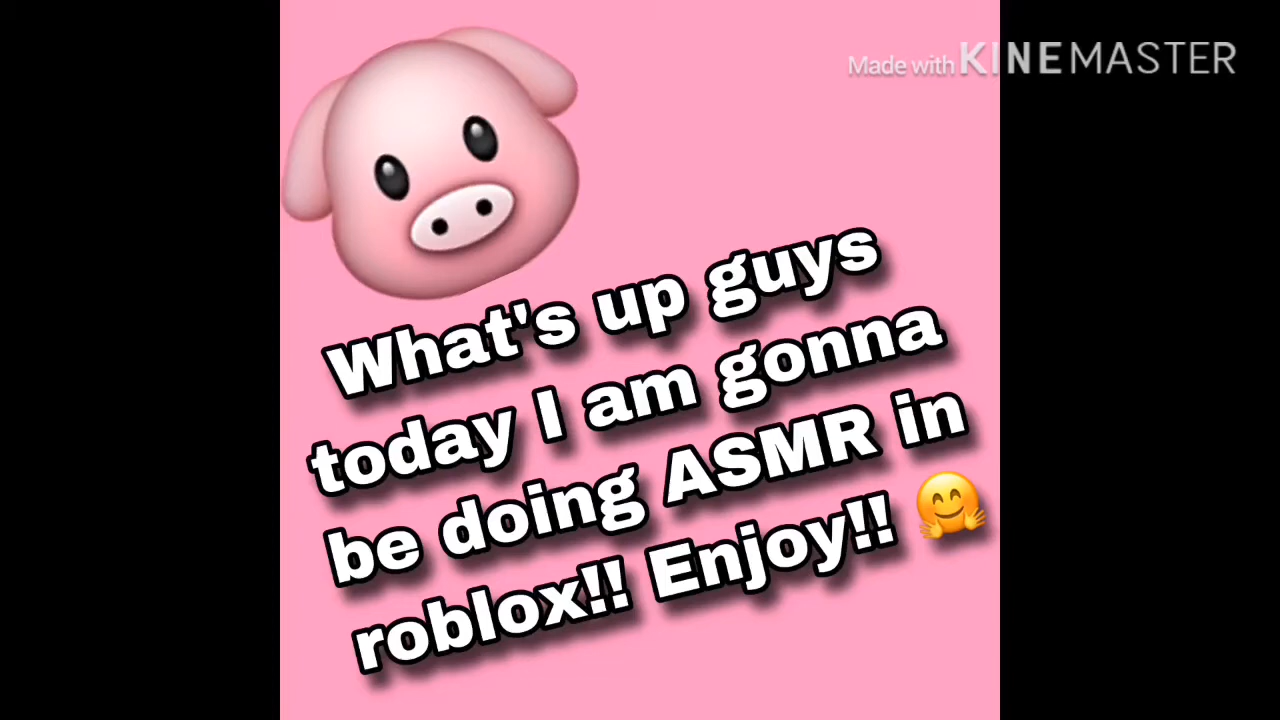 Made with KINEMASTER
What's up guys
today I am gonna
be doing ASMR in
roblox!! Enjoy!! 🤗